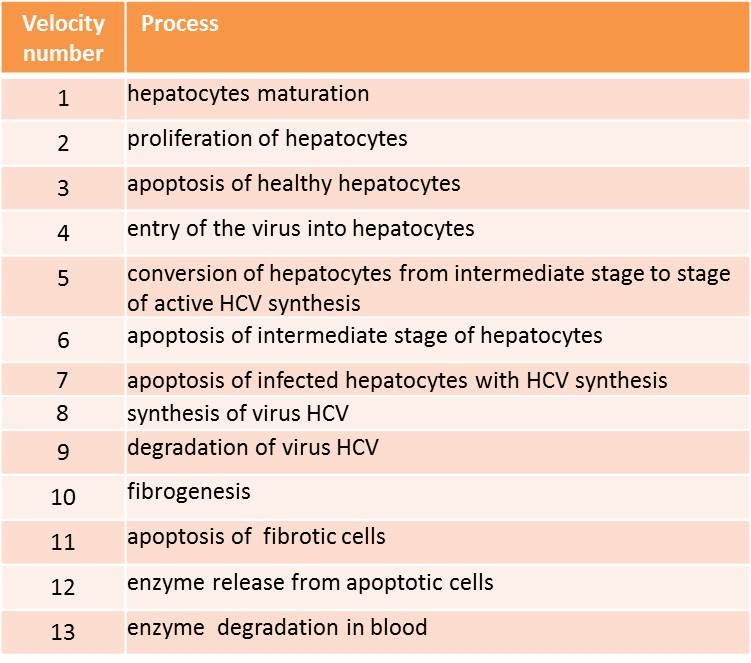 Velocity number Process
1 hepatocytes maturation
2 proliferation of hepatocytes
3 apoptosis of healthy hepatocytes
4 entry of the virus into hepatocytes
5 conversion of hepatocytes from intermediate stage to stage
of active HCV synthesis
6 apoptosis of intermediate stage of hepatocytes
7 apoptosis of infected hepatocytes with HCV synthesis
8 synthesis of virus HCV
9 degradation of virus HCV
10 fibrogenesis
11 apoptosis of fibrotic cells
12 enzyme release from apoptotic cells
13 enzyme degradation in blood